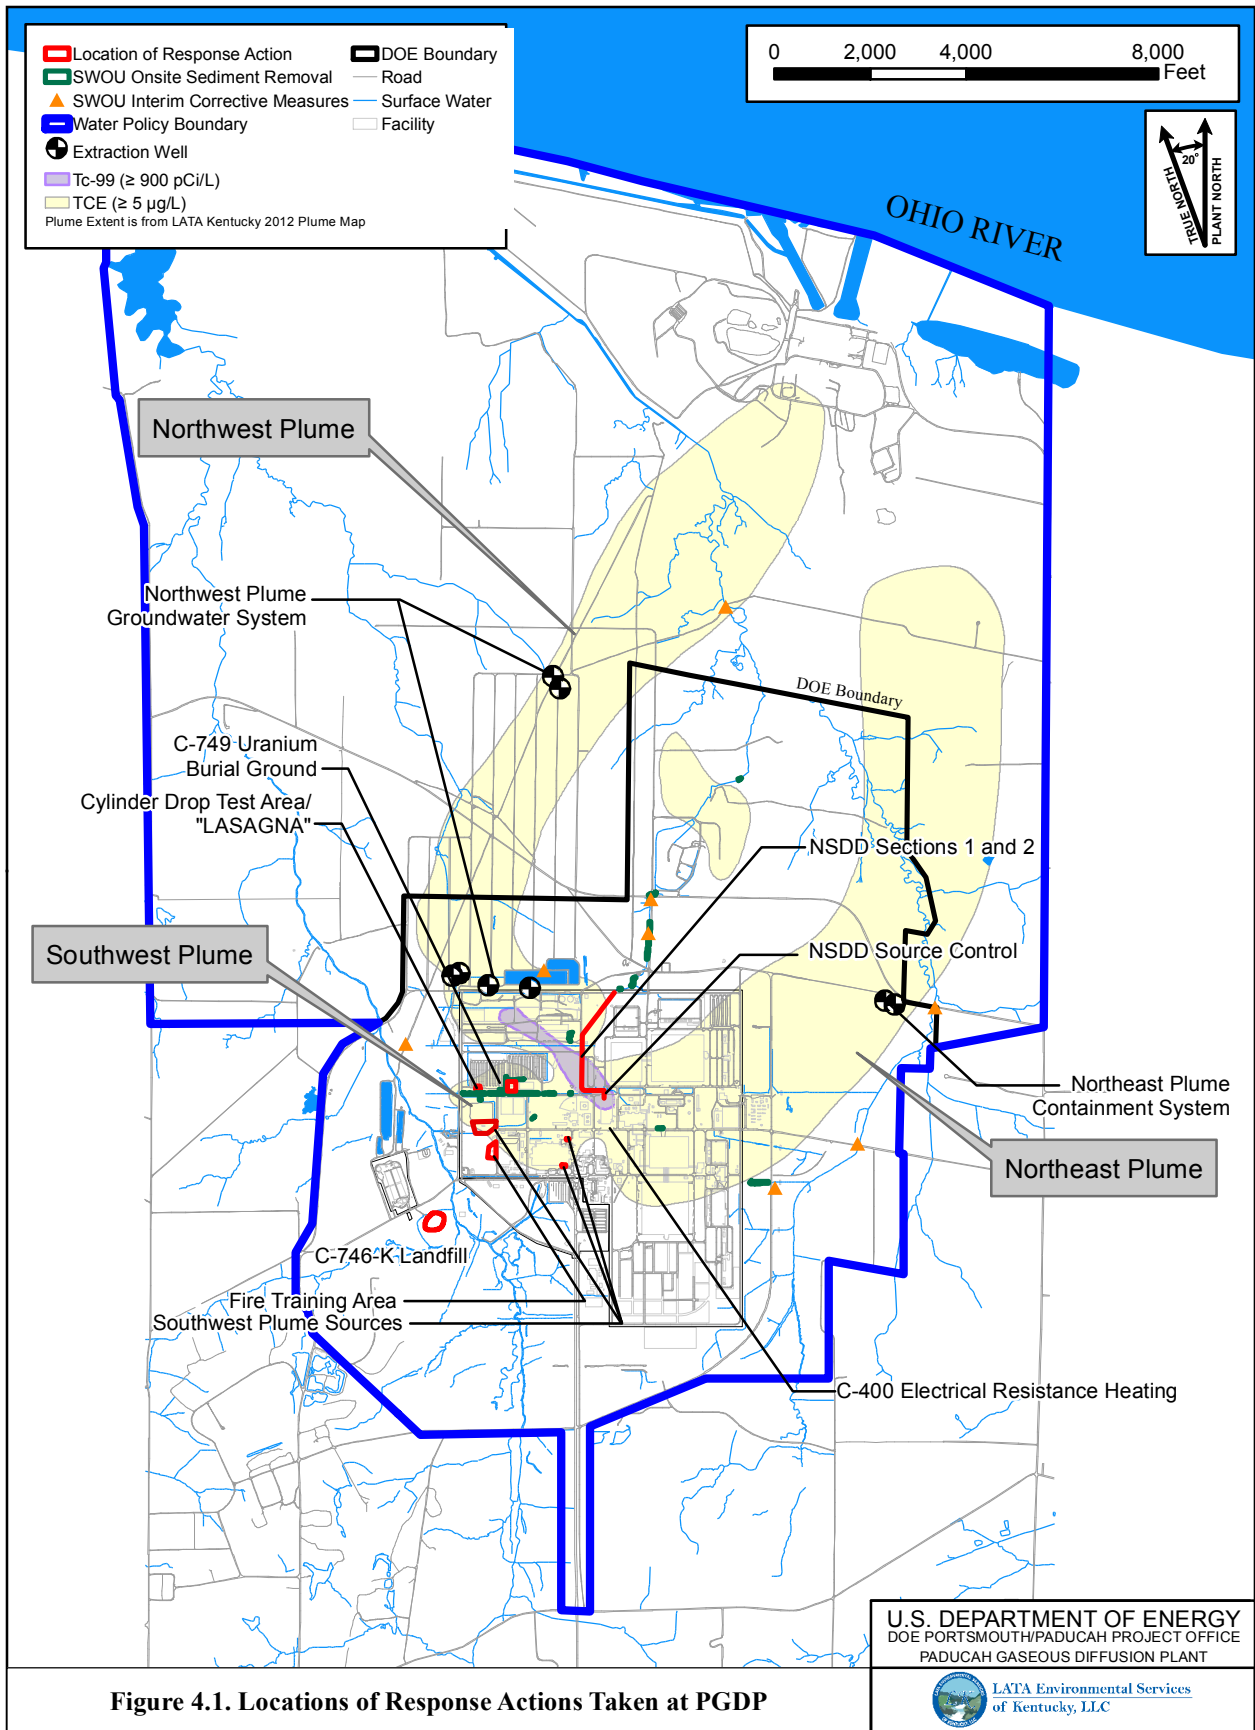 Location of Response Action
SWOU Onsite Sediment Removal
SWOU Interim Corrective Measures
Water Policy Boundary
Extraction Well
Tc-99 (≥ 900 pCi/L)
TCE (≥ 5 µg/L)
Plume Extent is from LATA Kentucky 2012 Plume Map
DOE Boundary
Road
Surface Water
Facility
0 2,000 4,000 8,000
Feet
20°
TRUE NORTH
PLANT NORTH
OHIO RIVER
Northwest Plume
Northwest Plume
Groundwater System
DOE Boundary
C-749 Uranium
Burial Ground
Cylinder Drop Test Area/
"LASAGNA"
NSDD Sections 1 and 2
Southwest Plume
NSDD Source Control
Northeast Plume
Containment System
Northeast Plume
C-746-K Landfill
Fire Training Area
Southwest Plume Sources
C-400 Electrical Resistance Heating
U.S. DEPARTMENT OF ENERGY
DOE PORTSMOUTH/PADUCAH PROJECT OFFICE
PADUCAH GASEOUS DIFFUSION PLANT
Figure 4.1. Locations of Response Actions Taken at PGDP
LATA Environmental Services
of Kentucky, LLC